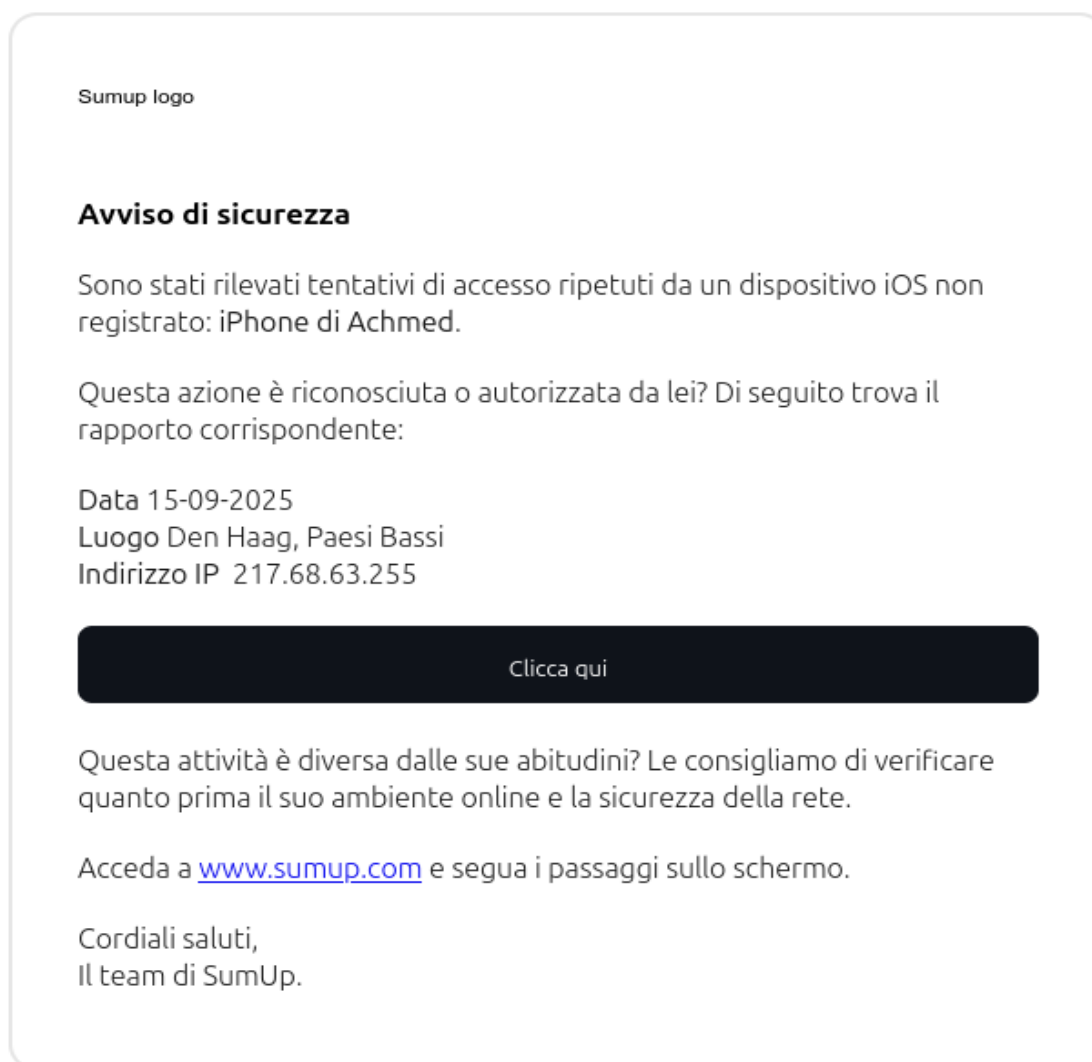 Sumup logo
Avviso di sicurezza
Sono stati rilevati tentativi di accesso ripetuti da un dispositivo iOS non
registrato: iPhone di Achmed.
Questa azione è riconosciuta o autorizzata da lei? Di seguito trova il
rapporto corrispondente:
Data 15-09-2025
Luogo Den Haag, Paesi Bassi
Indirizzo IP 217.68.63.255
Clicca qui
Questa attività è diversa dalle sue abitudini? Le consigliamo di verificare
quanto prima il suo ambiente online e la sicurezza della rete.
Acceda a www.sumup.com e segua i passaggi sullo schermo.
Cordiali saluti,
Il team di SumUp.